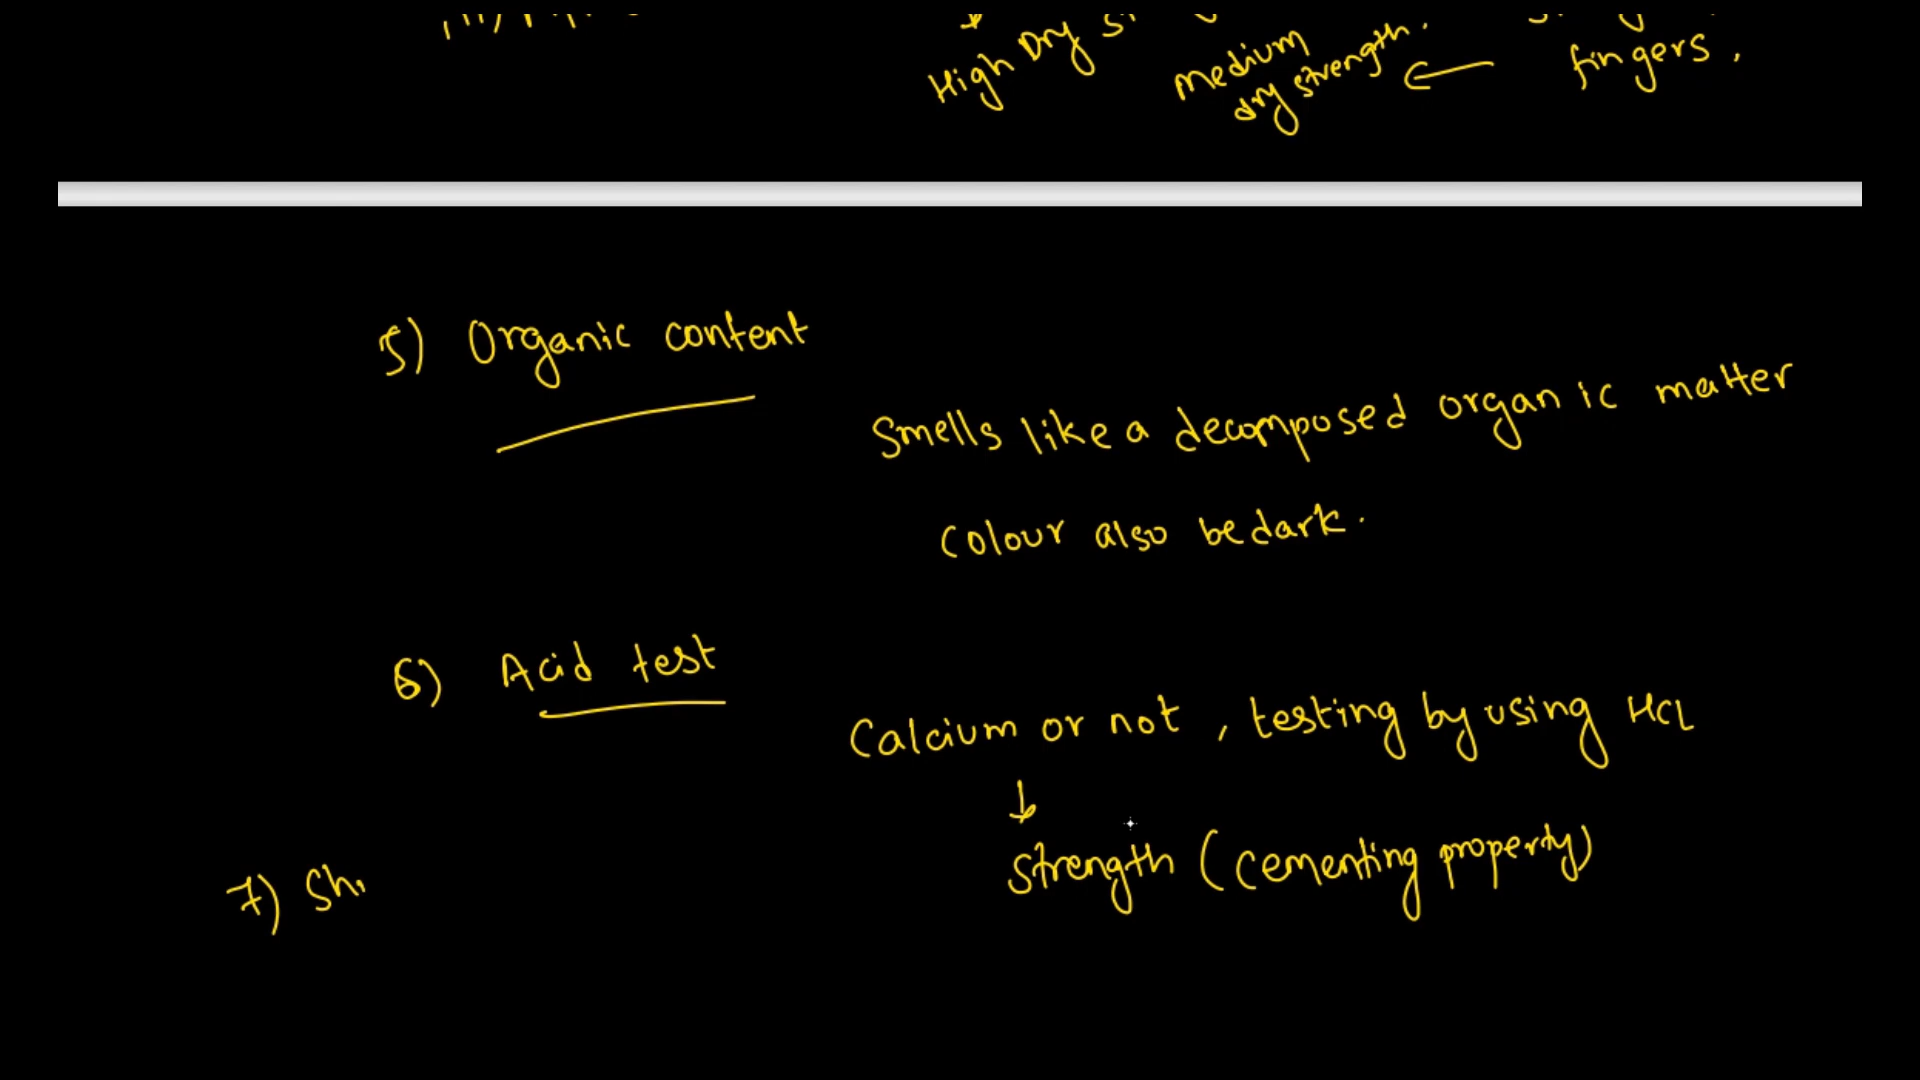 High Dry
medium
dry strength.
fingers.
5) Organic content
Smells like a decomposed organic matter
Colour also be dark.
6) Acid test
Calcium or not, testing by using HCL
Strength (Cementing property)
7) Shi